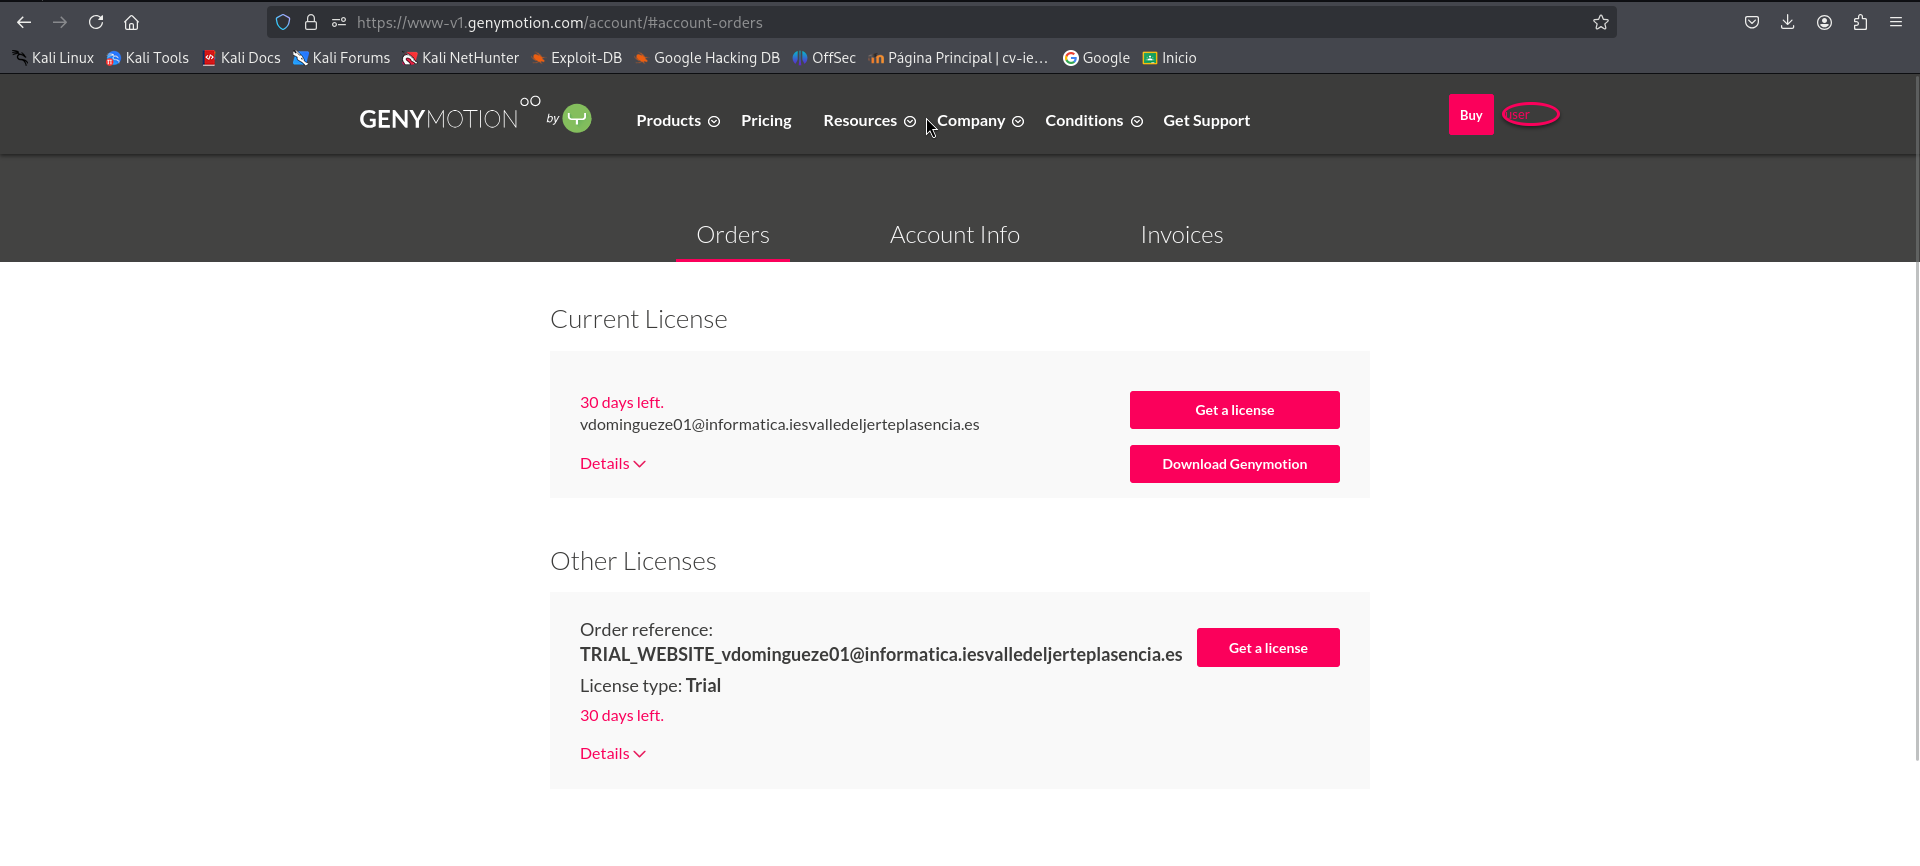 https://www-v1.genymotion.com/account/#account-orders
Kali Linux Kali Tools Kali Docs Kali Forums Kali NetHunter Exploit-DB Google Hacking DB OffSec Página Principal | cv-ie… Google Inicio
GENYMOTION by Products Pricing Resources Company Conditions Get Support Buy user
Orders Account Info Invoices
Current License
30 days left.
vdomingueze01@informatica.iesvalledeljerteplasencia.es
Get a license
Details
Download Genymotion
Other Licenses
Order reference:
TRIAL_WEBSITE_vdomingueze01@informatica.iesvalledeljerteplasencia.es
Get a license
License type: Trial
30 days left.
Details